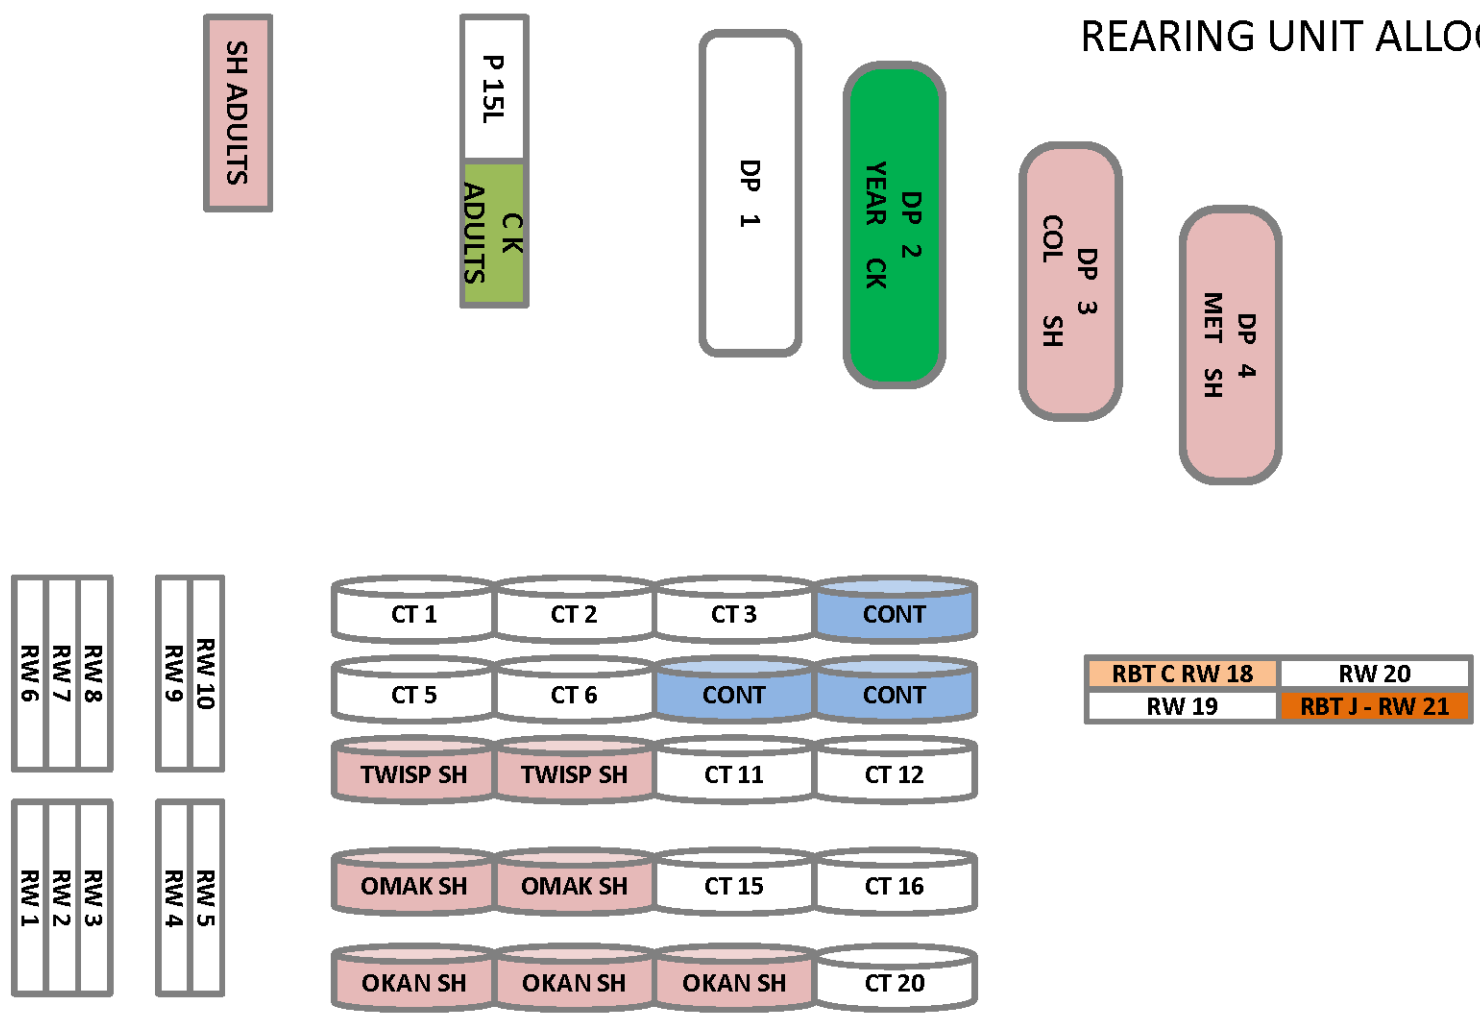 REARING UNIT ALLOC
SH ADULTS
P 15L
C K
ADULTS
DP 1
DP 2
YEAR CK
DP 3
COL SH
DP 4
MET SH
RW 6
RW 7
RW 8
RW 9
RW 10
CT 1
CT 2
CT 3
CONT
CT 5
CT 6
CONT
CONT
TWISP SH
TWISP SH
CT 11
CT 12
RBT C RW 18
RW 20
RW 19
RBT J - RW 21
RW 1
RW 2
RW 3
RW 4
RW 5
OMAK SH
OMAK SH
CT 15
CT 16
OKAN SH
OKAN SH
OKAN SH
CT 20